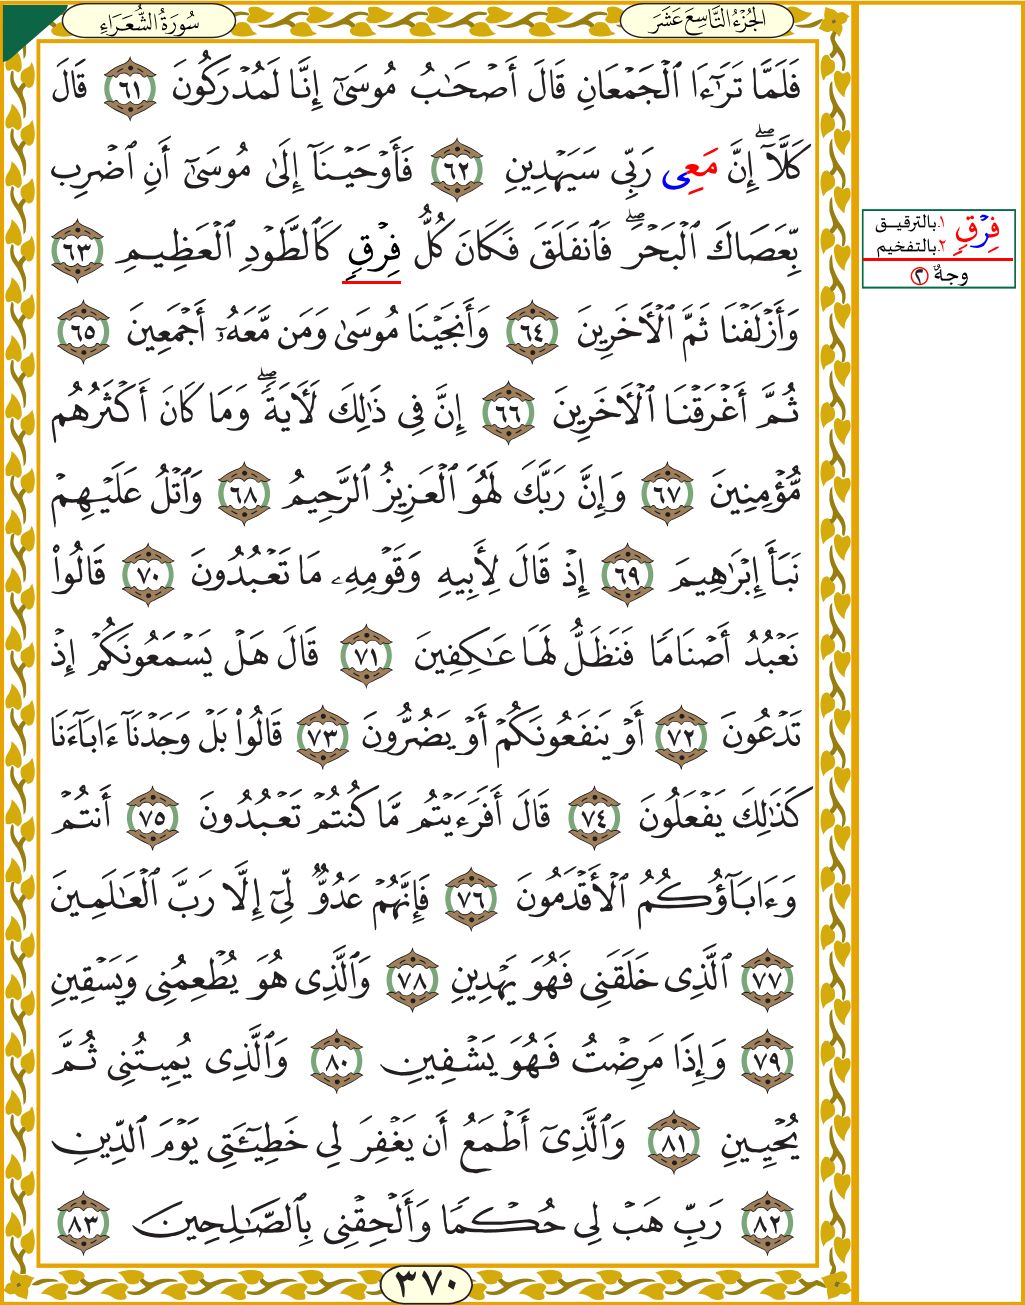 سُورَةُ الشُّعَرَاءِ
الجُزْءُ التَّاسِعَ عَشَرَ
فَلَمَّا تَرَٰٓءَا ٱلْجَمْعَانِ قَالَ أَصْحَٰبُ مُوسَىٰٓ إِنَّا لَمُدْرَكُونَ ٦١ قَالَ
كَلَّآۖ إِنَّ مَعِى رَبِّى سَيَهْدِينِ ٦٢ فَأَوْحَيْنَآ إِلَىٰ مُوسَىٰٓ أَنِ ٱضْرِب
بِّعَصَاكَ ٱلْبَحْرَۖ فَٱنفَلَقَ فَكَانَ كُلُّ فِرْقٍ كَٱلطَّوْدِ ٱلْعَظِيمِ ٦٣
وَأَزْلَفْنَا ثَمَّ ٱلْأَخَرِينَ ٦٤ وَأَنجَيْنَا مُوسَىٰ وَمَن مَّعَهُۥٓ أَجْمَعِينَ ٦٥
ثُمَّ أَغْرَقْنَا ٱلْأَخَرِينَ ٦٦ إِنَّ فِى ذَٰلِكَ لَأَيَةًۖ وَمَا كَانَ أَكْثَرُهُم
مُّؤْمِنِينَ ٦٧ وَإِنَّ رَبَّكَ لَهُوَ ٱلْعَزِيزُ ٱلرَّحِيمُ ٦٨ وَٱتْلُ عَلَيْهِمْ
نَبَأَ إِبْرَٰهِيمَ ٦٩ إِذْ قَالَ لِأَبِيهِ وَقَوْمِهِۦ مَا تَعْبُدُونَ ٧٠ قَالُوا۟
نَعْبُدُ أَصْنَامًا فَنَظَلُّ لَهَا عَٰكِفِينَ ٧١ قَالَ هَلْ يَسْمَعُونَكُمْ إِذْ
تَدْعُونَ ٧٢ أَوْ يَنفَعُونَكُمْ أَوْ يَضُرُّونَ ٧٣ قَالُوا۟ بَلْ وَجَدْنَآ ءَابَآءَنَا
كَذَٰلِكَ يَفْعَلُونَ ٧٤ قَالَ أَفَرَءَيْتُم مَّا كُنتُمْ تَعْبُدُونَ ٧٥ أَنتُمْ
وَءَابَآؤُكُمُ ٱلْأَقْدَمُونَ ٧٦ فَإِنَّهُمْ عَدُوٌّ لِّىٓ إِلَّا رَبَّ ٱلْعَٰلَمِينَ
٧٧ ٱلَّذِى خَلَقَنِى فَهُوَ يَهْدِينِ ٧٨ وَٱلَّذِى هُوَ يُطْعِمُنِى وَيَسْقِينِ
٧٩ وَإِذَا مَرِضْتُ فَهُوَ يَشْفِينِ ٨٠ وَٱلَّذِى يُمِيتُنِى ثُمَّ
يُحْيِينِ ٨١ وَٱلَّذِىٓ أَطْمَعُ أَن يَغْفِرَ لِى خَطِيٓـَٔتِى يَوْمَ ٱلدِّينِ
٨٢ رَبِّ هَبْ لِى حُكْمًا وَأَلْحِقْنِى بِٱلصَّٰلِحِينَ ٨٣
٣٧٠
فِرْقٍ ١.بالترقيق
٢.بالتفخيم
وجهٌ ٢